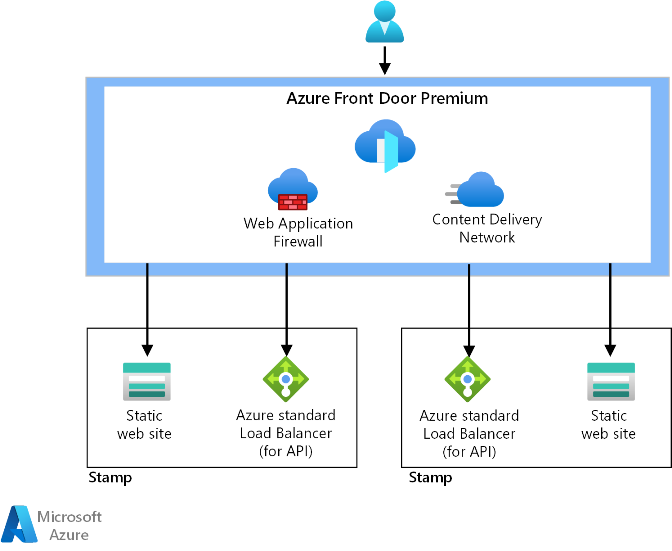 Azure Front Door Premium
Web Application
Firewall
Content Delivery
Network
Static
web site
Azure standard
Load Balancer
(for API)
Stamp
Azure standard
Load Balancer
(for API)
Static
web site
Stamp
Microsoft
Azure